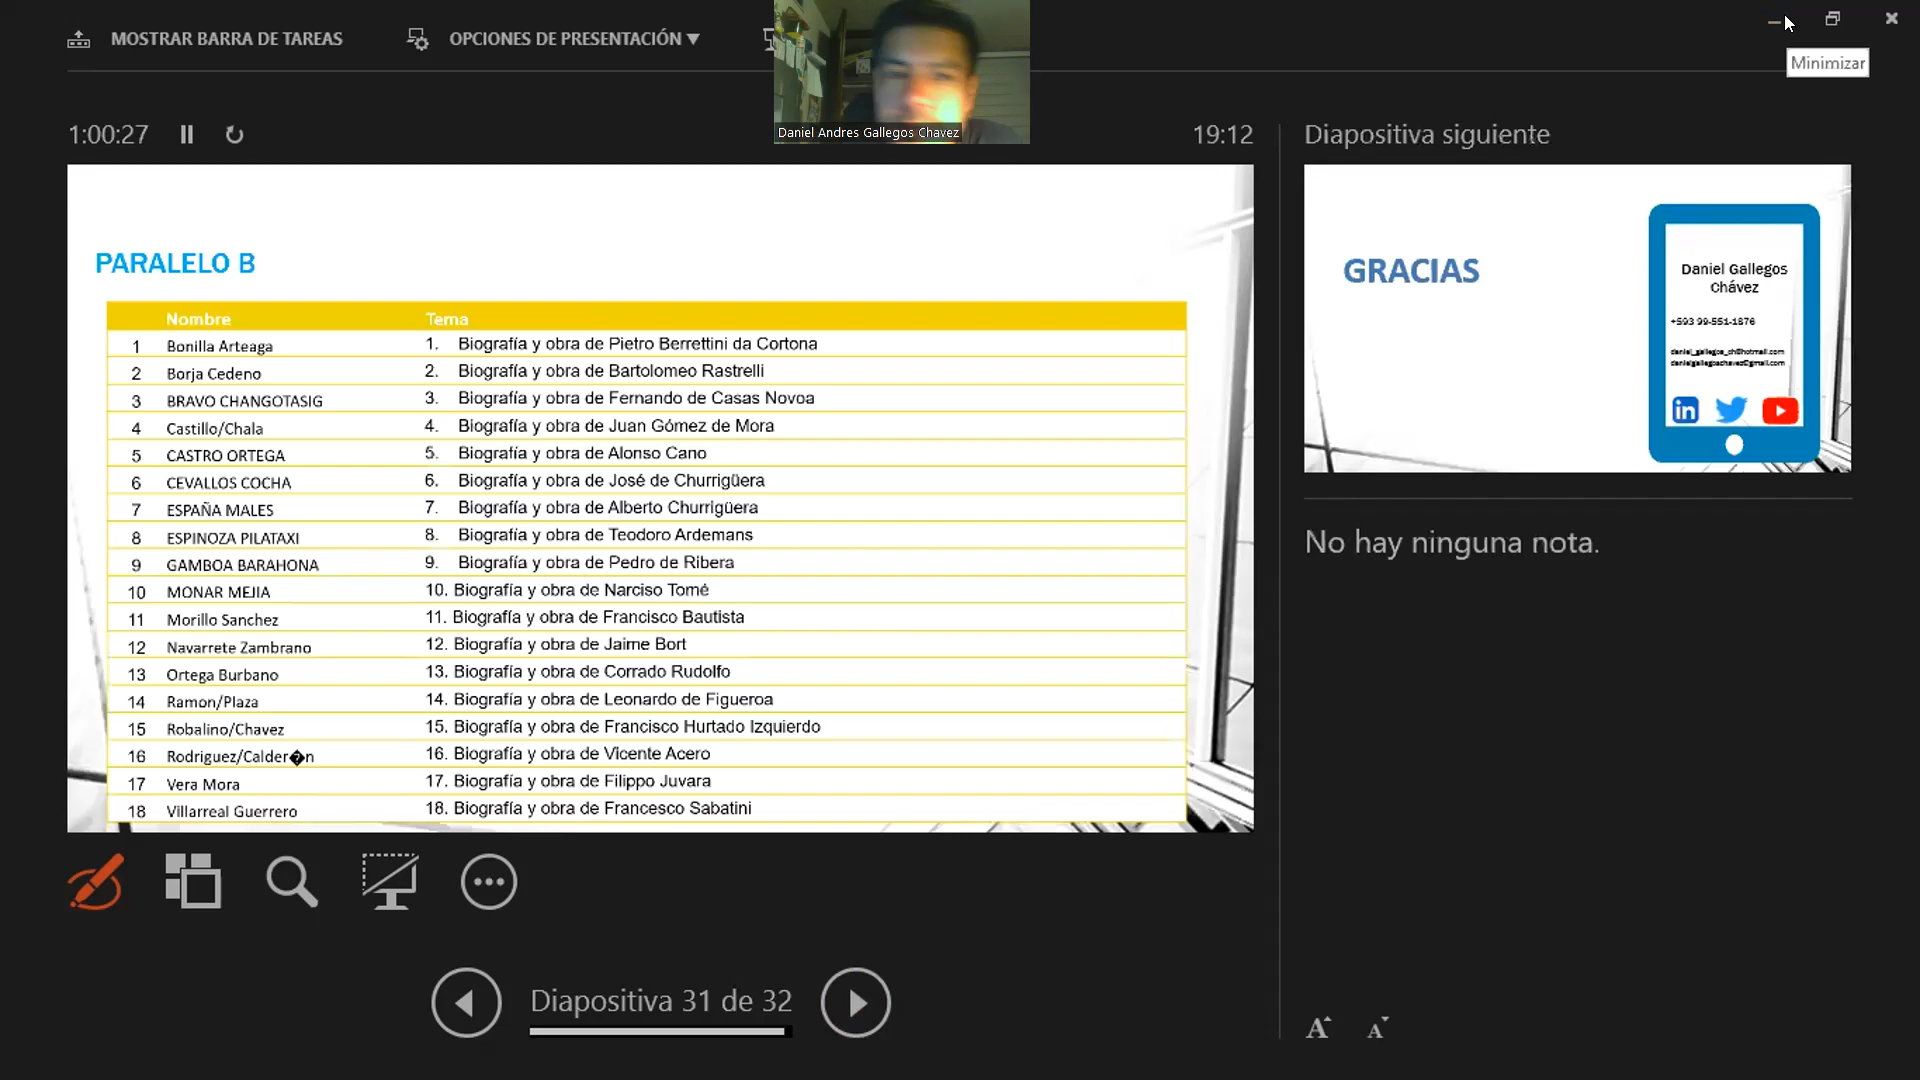 MOSTRAR BARRA DE TAREAS
OPCIONES DE PRESENTACIÓN ▼
Minimizar
Daniel Andres Gallegos Chavez
1:00:27
19:12
Diapositiva siguiente
PARALELO B
Nombre Tema
1 Bonilla Arteaga 1. Biografía y obra de Pietro Berrettini da Cortona
2 Borja Cedeno 2. Biografía y obra de Bartolomeo Rastrelli
3 BRAVO CHANGOTASIG 3. Biografía y obra de Fernando de Casas Novoa
4 Castillo/Chala 4. Biografía y obra de Juan Gómez de Mora
5 CASTRO ORTEGA 5. Biografía y obra de Alonso Cano
6 CEVALLOS COCHA 6. Biografía y obra de José de Churrigüera
7 ESPAÑA MALES 7. Biografía y obra de Alberto Churrigüera
8 ESPINOZA PILATAXI 8. Biografía y obra de Teodoro Ardemans
9 GAMBOA BARAHONA 9. Biografía y obra de Pedro de Ribera
10 MONAR MEJIA 10. Biografía y obra de Narciso Tomé
11 Morillo Sanchez 11. Biografía y obra de Francisco Bautista
12 Navarrete Zambrano 12. Biografía y obra de Jaime Bort
13 Ortega Burbano 13. Biografía y obra de Corrado Rudolfo
14 Ramon/Plaza 14. Biografía y obra de Leonardo de Figueroa
15 Robalino/Chavez 15. Biografía y obra de Francisco Hurtado Izquierdo
16 Rodriguez/Calder�n 16. Biografía y obra de Vicente Acero
17 Vera Mora 17. Biografía y obra de Filippo Juvara
18 Villarreal Guerrero 18. Biografía y obra de Francesco Sabatini
GRACIAS
Daniel Gallegos
Chávez
+593 99-551-1876
daniel_gallegos_ch@hotmail.com
danielgallegoschavez@gmail.com
in
No hay ninguna nota.
Diapositiva 31 de 32
A A